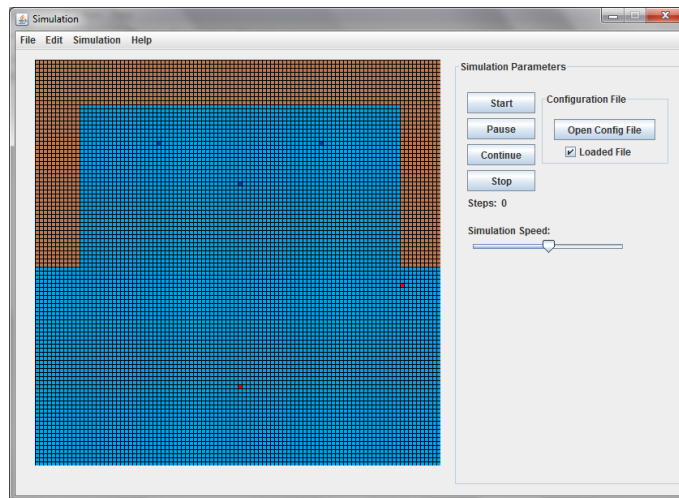 Simulation
File Edit Simulation Help
Simulation Parameters
Start
Configuration File
Pause
Open Config File
Continue
Loaded File
Stop
Steps: 0
Simulation Speed: